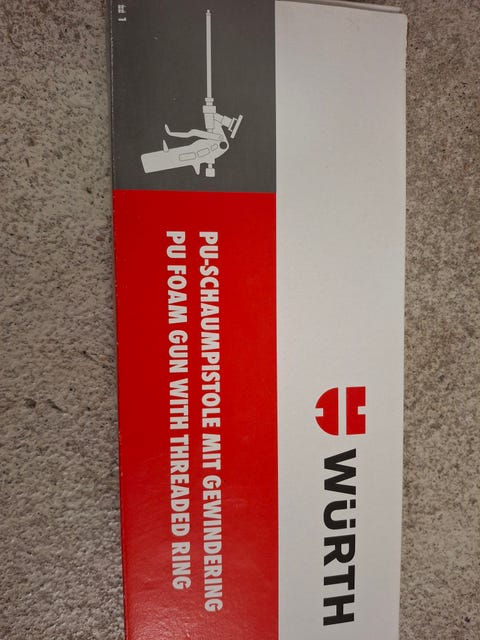 WÜRTH
PU-SCHAUMPISTOLE MIT GEWINDERING
PU FOAM GUN WITH THREADED RING